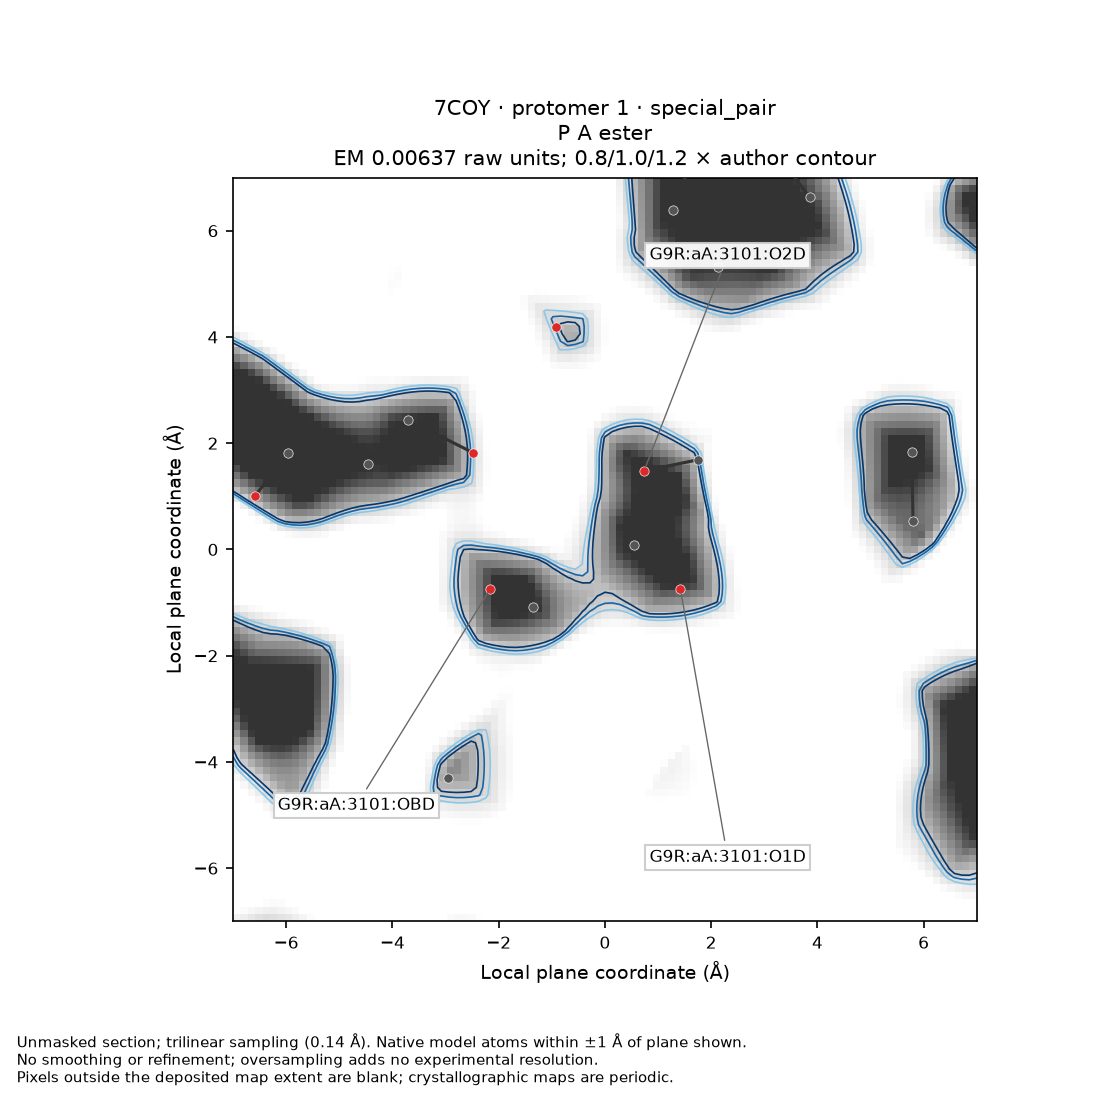 7COY · protomer 1 · special_pair
P A ester
EM 0.00637 raw units; 0.8/1.0/1.2 × author contour
G9R:aA:3101:O2D
G9R:aA:3101:OBD
G9R:aA:3101:O1D
6
4
2
0
−2
−4
−6
Local plane coordinate (Å)
−6 −4 −2 0 2 4 6
Local plane coordinate (Å)
Unmasked section; trilinear sampling (0.14 Å). Native model atoms within ±1 Å of plane shown.
No smoothing or refinement; oversampling adds no experimental resolution.
Pixels outside the deposited map extent are blank; crystallographic maps are periodic.